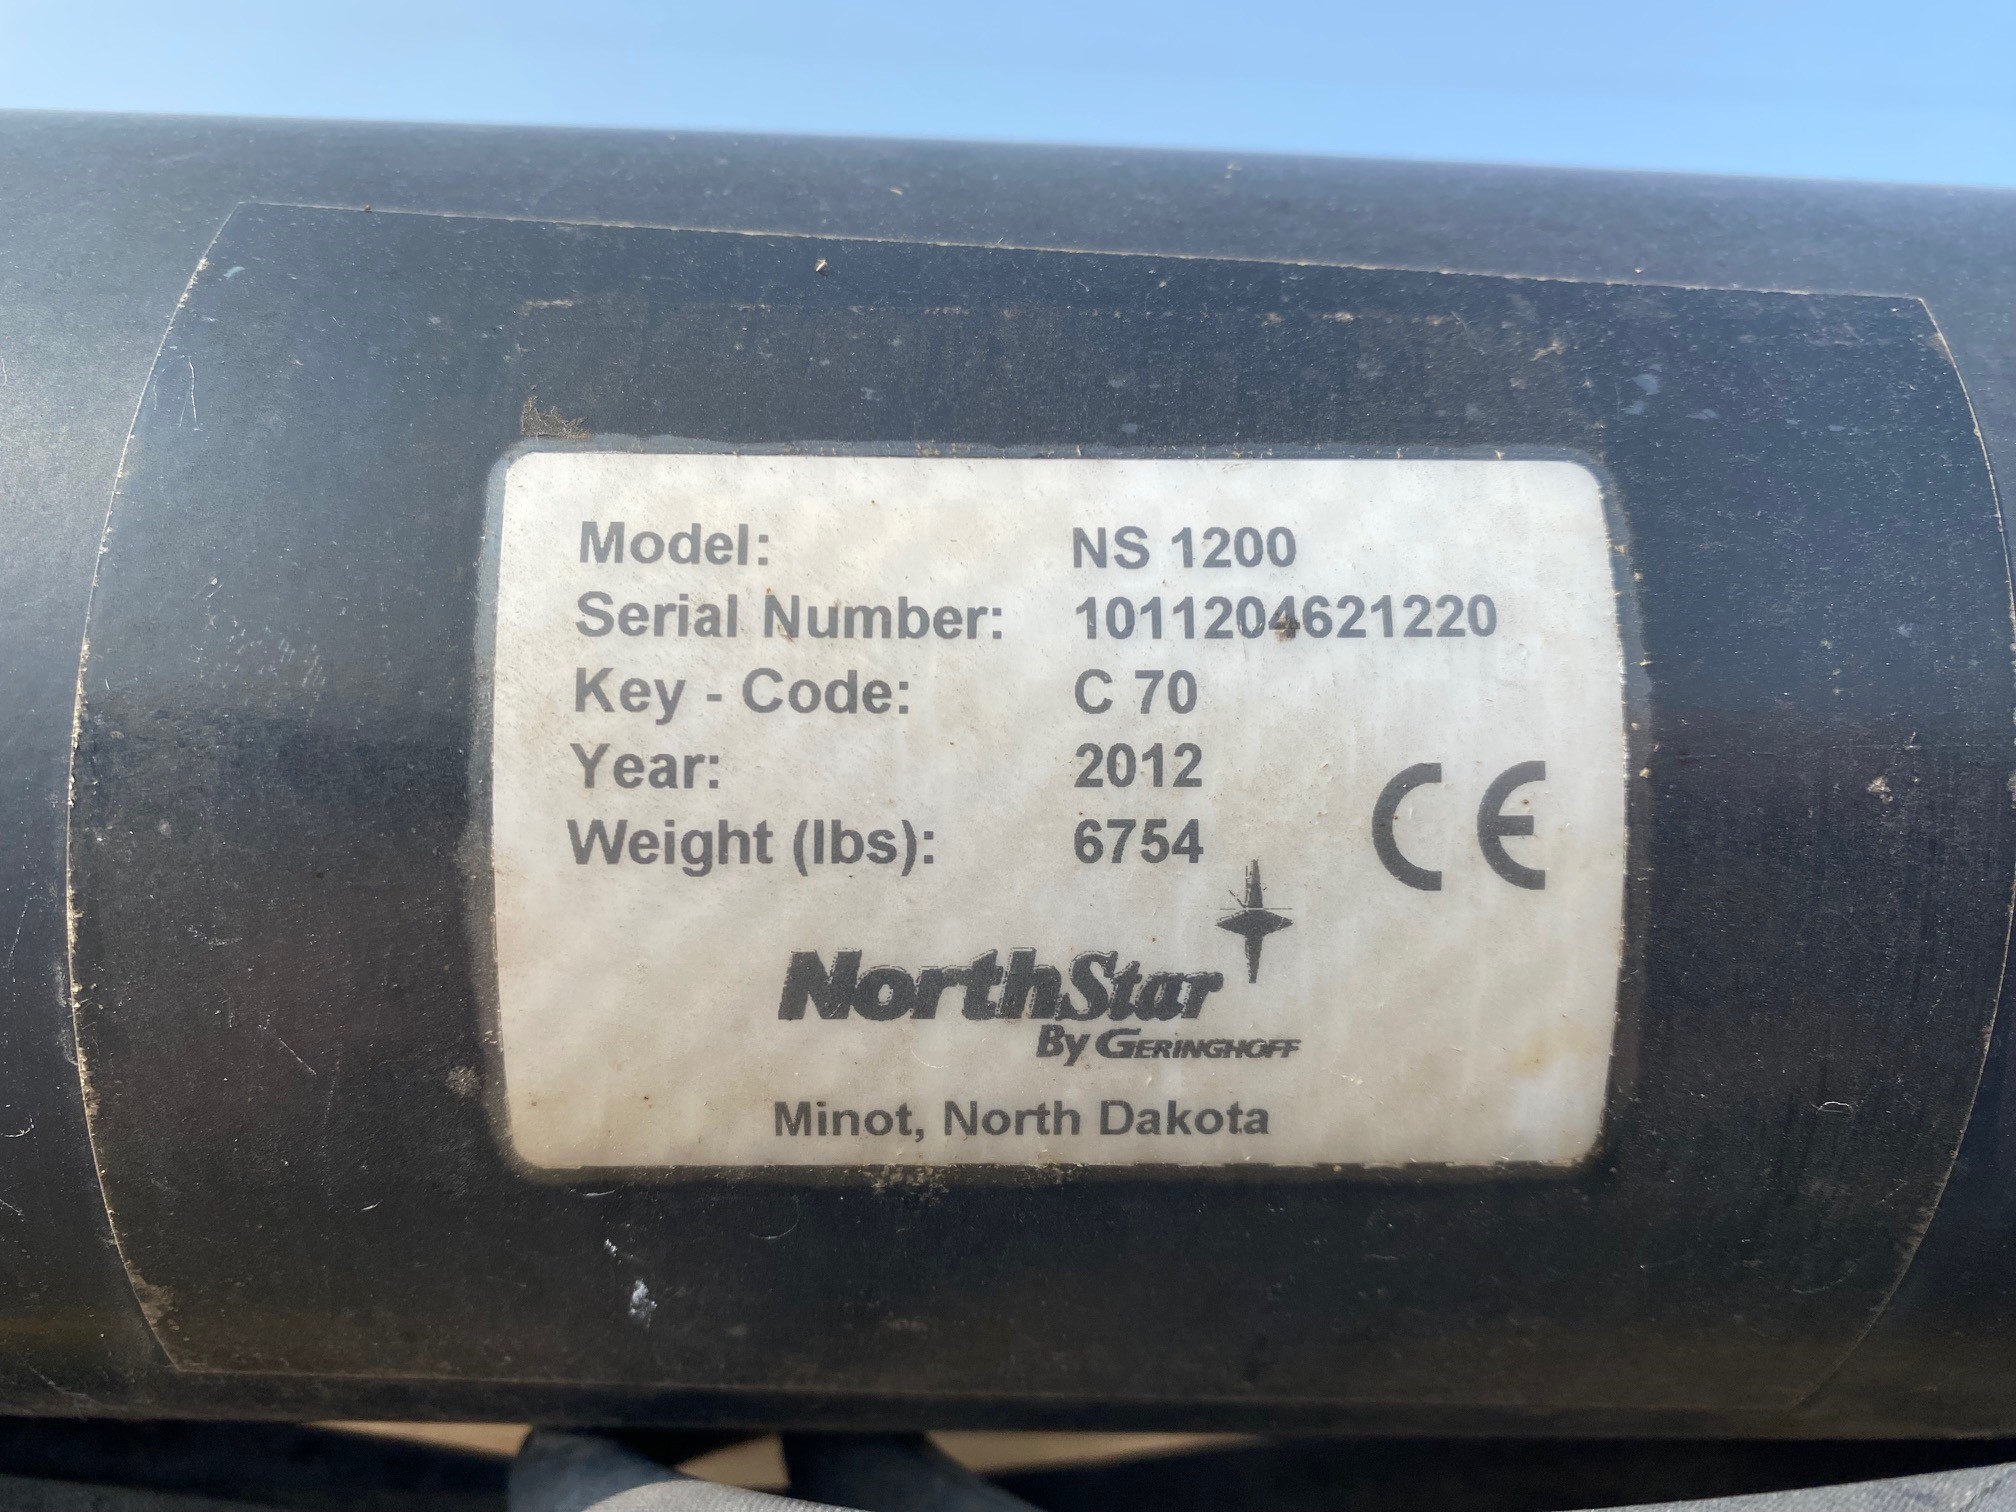 Model: NS 1200
Serial Number: 1011204621220
Key - Code: C 70
Year: 2012
Weight (lbs): 6754
CE
NorthStar
By GERINGHOFF
Minot, North Dakota